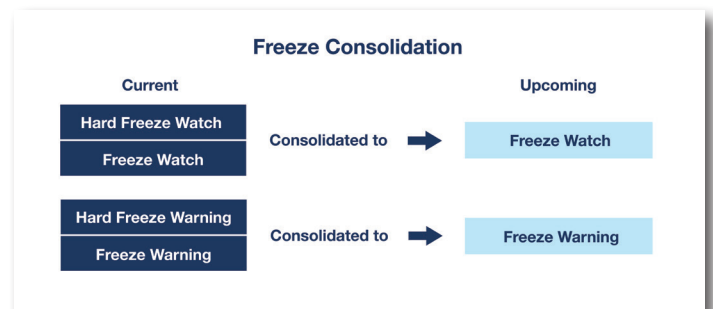 Freeze Consolidation
Current
Upcoming
Hard Freeze Watch
Freeze Watch
Consolidated to
Freeze Watch
Hard Freeze Warning
Freeze Warning
Consolidated to
Freeze Warning